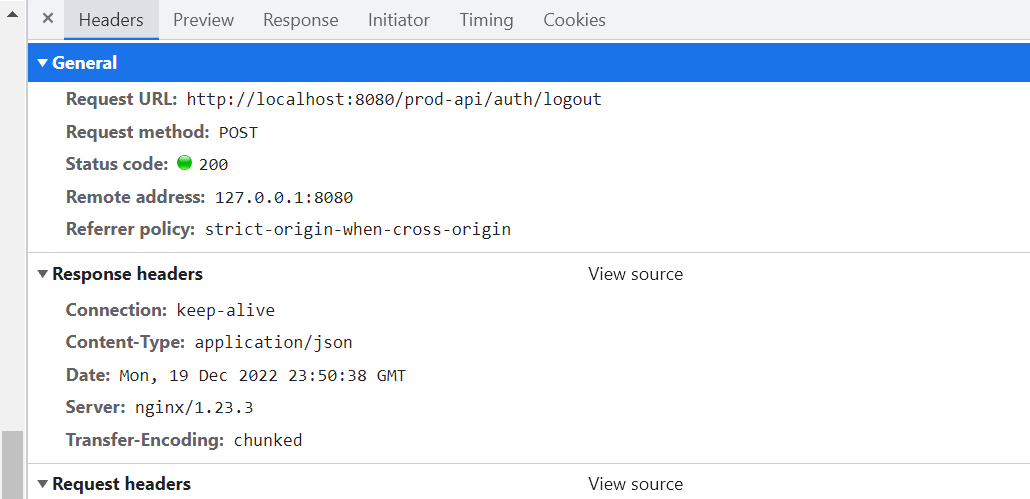 × Headers Preview Response Initiator Timing Cookies
General
Request URL: http://localhost:8080/prod-api/auth/logout
Request method: POST
Status code: 200
Remote address: 127.0.0.1:8080
Referrer policy: strict-origin-when-cross-origin
Response headers View source
Connection: keep-alive
Content-Type: application/json
Date: Mon, 19 Dec 2022 23:50:38 GMT
Server: nginx/1.23.3
Transfer-Encoding: chunked
Request headers View source